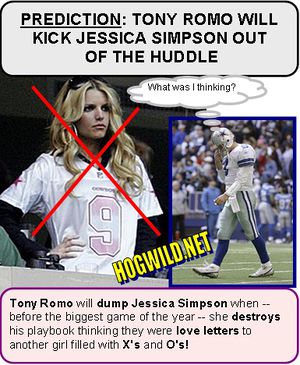 PREDICTION: TONY ROMO WILL
KICK JESSICA SIMPSON OUT
OF THE HUDDLE
What was I thinking?
COWBOYS
9
HOGWILD.NET
Tony Romo will dump Jessica Simpson when --
before the biggest game of the year -- she destroys
his playbook thinking they were love letters to
another girl filled with X's and O's!